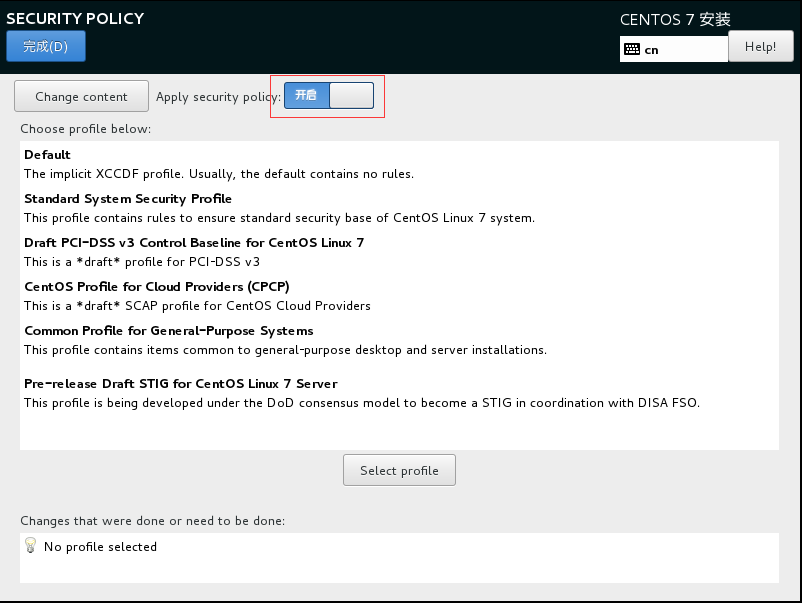 SECURITY POLICY
CENTOS 7 安装
完成(D)
cn
Help!
Change content
Apply security policy:
开启
Choose profile below:
Default
The implicit XCCDF profile. Usually, the default contains no rules.
Standard System Security Profile
This profile contains rules to ensure standard security base of CentOS Linux 7 system.
Draft PCI-DSS v3 Control Baseline for CentOS Linux 7
This is a *draft* profile for PCI-DSS v3
CentOS Profile for Cloud Providers (CPCP)
This is a *draft* SCAP profile for CentOS Cloud Providers
Common Profile for General-Purpose Systems
This profile contains items common to general-purpose desktop and server installations.
Pre-release Draft STIG for CentOS Linux 7 Server
This profile is being developed under the DoD consensus model to become a STIG in coordination with DISA FSO.
Select profile
Changes that were done or need to be done:
No profile selected